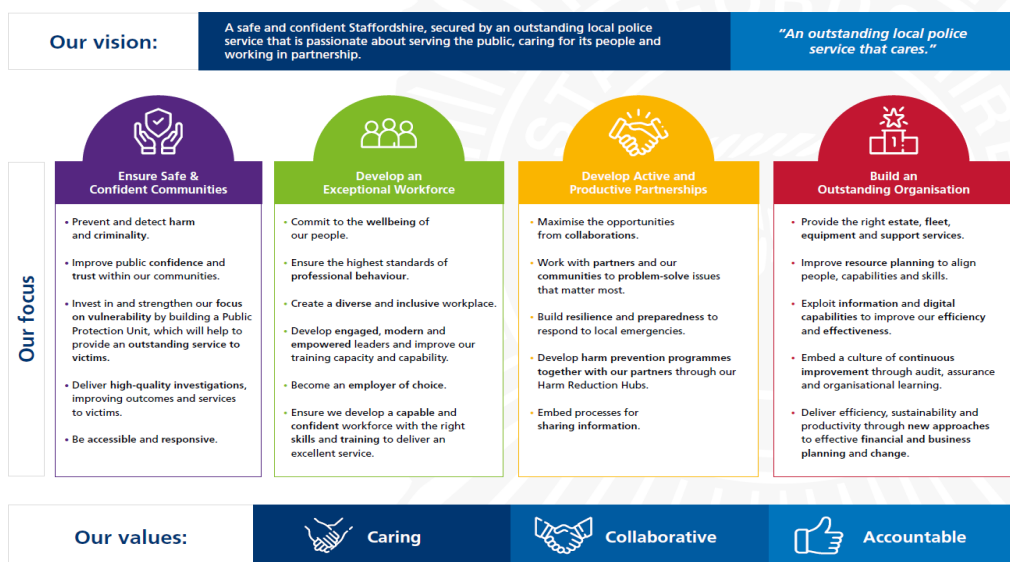 Our vision:
A safe and confident Staffordshire, secured by an outstanding local police
service that is passionate about serving the public, caring for its people and
working in partnership.
"An outstanding local police
service that cares."
Our focus
Ensure Safe &
Confident Communities
• Prevent and detect harm
and criminality.
• Improve public confidence and
trust within our communities.
• Invest in and strengthen our focus
on vulnerability by building a Public
Protection Unit, which will help to
provide an outstanding service to
victims.
• Deliver high-quality investigations,
improving outcomes and services
to victims.
• Be accessible and responsive.
Develop an
Exceptional Workforce
• Commit to the wellbeing of
our people.
• Ensure the highest standards of
professional behaviour.
• Create a diverse and inclusive workplace.
• Develop engaged, modern and
empowered leaders and improve our
training capacity and capability.
• Become an employer of choice.
• Ensure we develop a capable and
confident workforce with the right
skills and training to deliver an
excellent service.
Develop Active and
Productive Partnerships
• Maximise the opportunities
from collaborations.
• Work with partners and our
communities to problem-solve issues
that matter most.
• Build resilience and preparedness to
respond to local emergencies.
• Develop harm prevention programmes
together with our partners through our
Harm Reduction Hubs.
• Embed processes for
sharing information.
1
Build an
Outstanding Organisation
• Provide the right estate, fleet,
equipment and support services.
• Improve resource planning to align
people, capabilities and skills.
• Exploit information and digital
capabilities to improve our efficiency
and effectiveness.
• Embed a culture of continuous
improvement through audit, assurance
and organisational learning.
• Deliver efficiency, sustainability and
productivity through new approaches
to effective financial and business
planning and change.
Our values:
Caring
Collaborative
Accountable